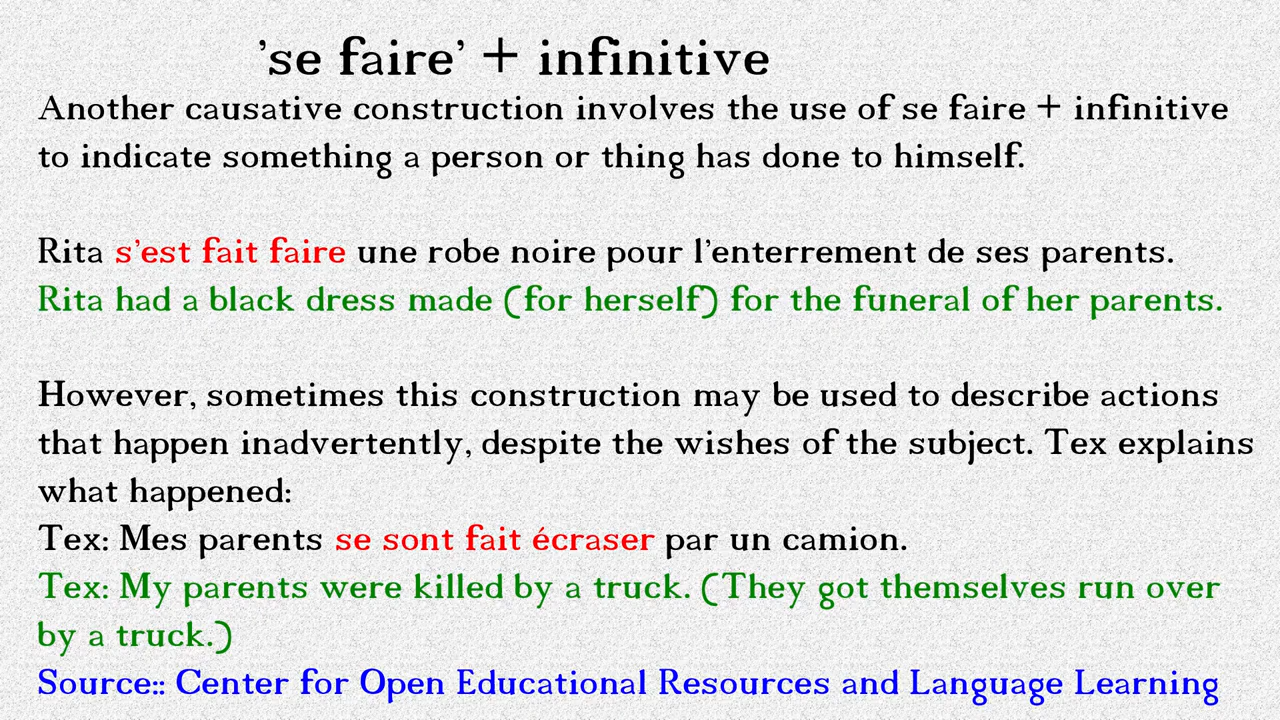 ’se faire’ + infinitive
Another causative construction involves the use of se faire + infinitive
to indicate something a person or thing has done to himself.
Rita s’est fait faire une robe noire pour l’enterrement de ses parents.
Rita had a black dress made (for herself) for the funeral of her parents.
However, sometimes this construction may be used to describe actions
that happen inadvertently, despite the wishes of the subject. Tex explains
what happened:
Tex: Mes parents se sont fait écraser par un camion.
Tex: My parents were killed by a truck. (They got themselves run over
by a truck.)
Source:: Center for Open Educational Resources and Language Learning